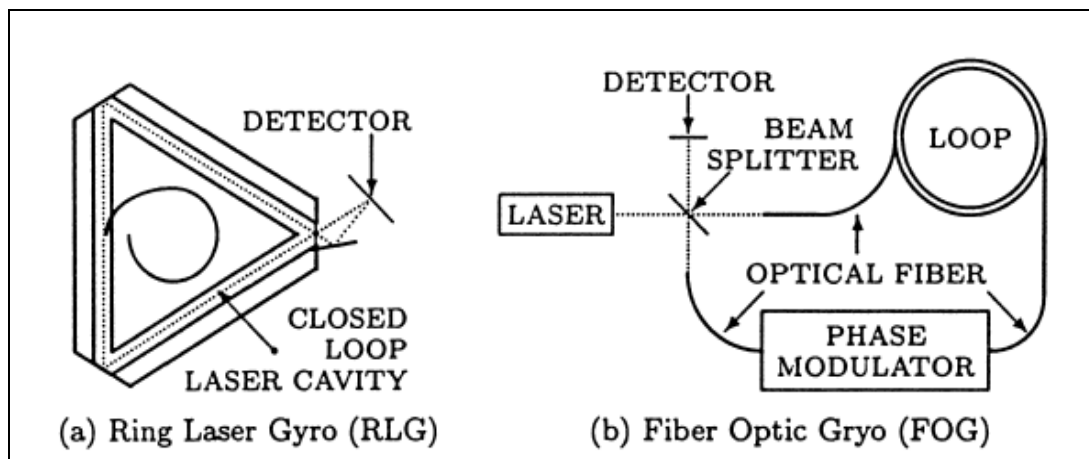 DETECTOR
CLOSED
LOOP
LASER CAVITY
(a) Ring Laser Gyro (RLG)
DETECTOR
BEAM
SPLITTER
LOOP
LASER
OPTICAL FIBER
PHASE
MODULATOR
(b) Fiber Optic Gryo (FOG)